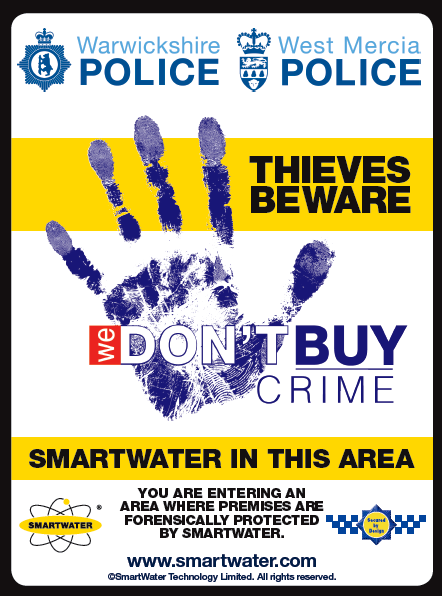 Warwickshire
POLICE
West Mercia
POLICE
THIEVES
BEWARE
we DON'T BUY
CRIME
SMARTWATER IN THIS AREA
YOU ARE ENTERING AN
AREA WHERE PREMISES ARE
FORENSICALLY PROTECTED
BY SMARTWATER.
SMARTWATER
®
Secured
by
Design
www.smartwater.com
©SmartWater Technology Limited. All rights reserved.